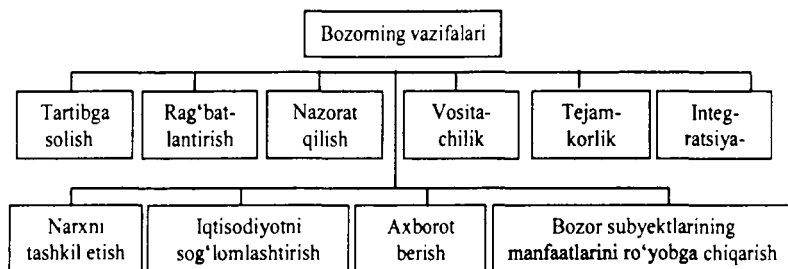 Bozorning vazifalari
Tartibga
solish
Rag‘bat-
lantirish
Nazorat
qilish
Vosita-
chilik
Tejam-
korlik
Integ-
ratsiya-
Narxnı
tashkil etish
Iqtisodiyotni
sog‘lomlashtirish
Axborot
berish
Bozor subyektlarining
manfaatlarini ro‘yobga chiqarish